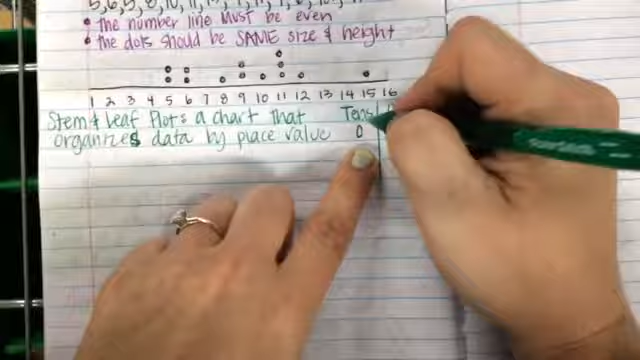 • the number line MUST be even
• the dots should be SAME size & height
1 2 3 4 5 6 7 8 9 10 11 12 13 14 15 16
Stem & Leaf Plots a chart that
organizes data by place value
Tens
0